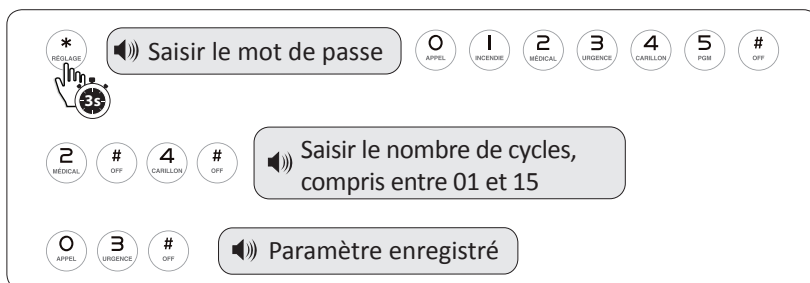 * RÉGLAGE 3s Saisir le mot de passe 0 APPEL 1 INCENDIE 2 MÉDICAL 3 URGENCE 4 CARILLON 5 PGM # OFF
2 MÉDICAL # OFF 4 CARILLON # OFF Saisir le nombre de cycles,
compris entre 01 et 15
0 APPEL 3 URGENCE # OFF Paramètre enregistré